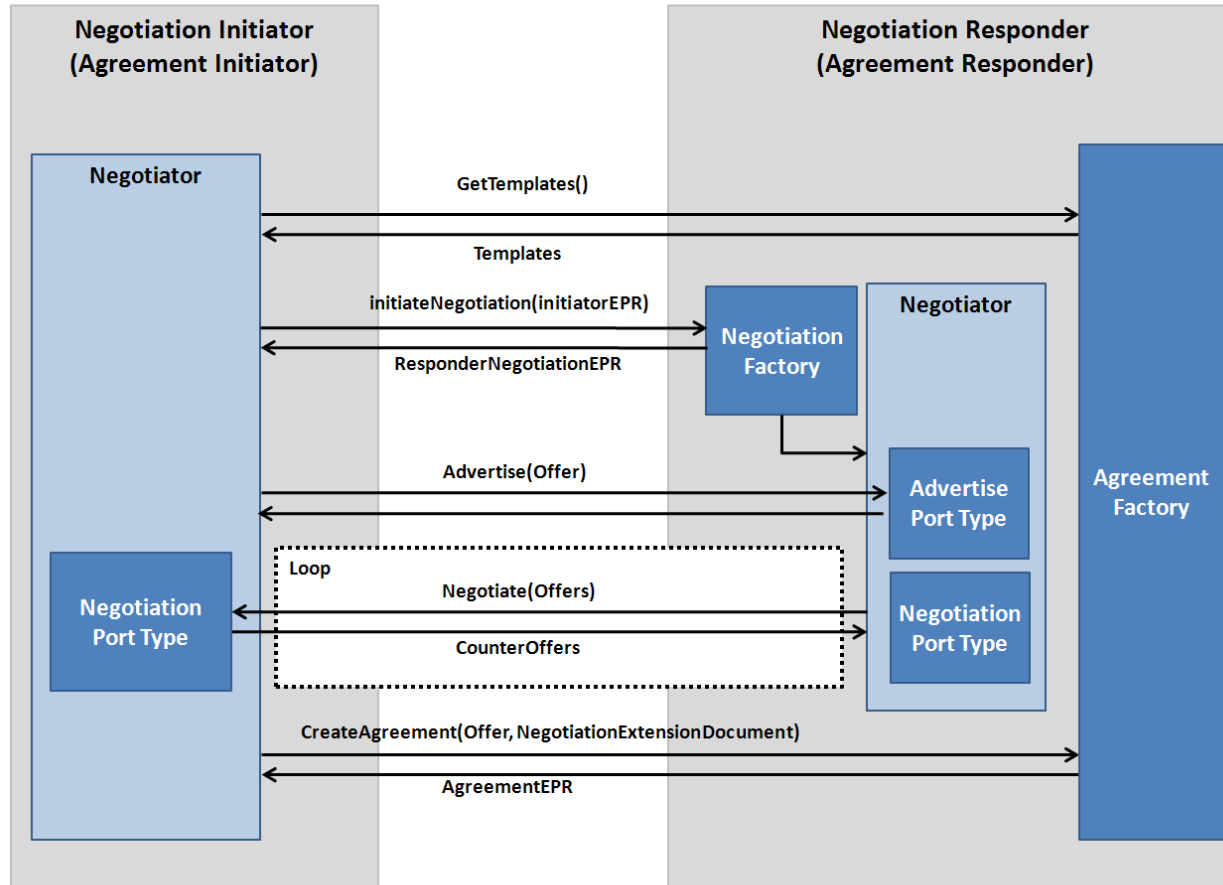 Negotiation Initiator
(Agreement Initiator)
Negotiation Responder
(Agreement Responder)
Negotiator
GetTemplates()
Templates
initiateNegotiation(initiatorEPR)
ResponderNegotiationEPR
Negotiation
Factory
Negotiator
Advertise(Offer)
Advertise
Port Type
Agreement
Factory
Loop
Negotiate(Offers)
CounterOffers
Negotiation
Port Type
Negotiation
Port Type
CreateAgreement(Offer, NegotiationExtensionDocument)
AgreementEPR